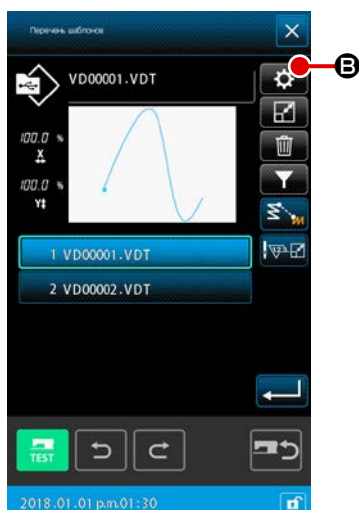 Перечень шаблонов
VD00001.VDT
B
100.0 %
X
100.0 %
Y
1 VD00001.VDT
2 VD00002.VDT
TEST
2018.01.01 p.m.01:30